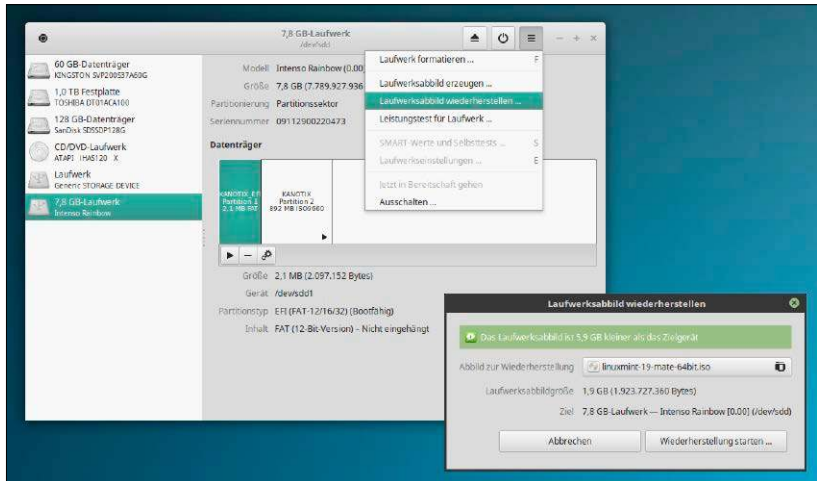 7,8 GB-Laufwerk
/dev/sdd
60 GB-Datenträger
KINGSTON SVP200S37A60G
1,0 TB Festplatte
TOSHIBA DT01ACA100
128 GB-Datenträger
SanDisk SDSSDP128G
CD/DVD-Laufwerk
ATAPI iHAS120 X
Laufwerk
Generic STORAGE DEVICE
7,8 GB-Laufwerk
Intenso Rainbow
Modell Intenso Rainbow (0.00)
Größe 7,8 GB (7.789.927.936
Partitionierung Partitionssektor
Seriennummer 09112900220473
Datenträger
KANOTIX_EFI
Partition 1
2,1 MB FAT
KANOTIX
Partition 2
892 MB ISO9660
Größe 2,1 MB (2.097.152 Bytes)
Gerät /dev/sdd1
Partitionstyp EFI (FAT-12/16/32) (Bootfähig)
Inhalt FAT (12-Bit-Version) – Nicht eingehängt
Laufwerk formatieren ... F
Laufwerksabbild erzeugen ...
Laufwerksabbild wiederherstellen ...
Leistungstest für Laufwerk ...
SMART-Werte und Selbsttests ... S
Laufwerkseinstellungen ... E
Jetzt in Bereitschaft gehen
Ausschalten ...
Laufwerksabbild wiederherstellen
Das Laufwerksabbild ist 5,9 GB kleiner als das Zielgerät
Abbild zur Wiederherstellung linuxmint-19-mate-64bit.iso
Laufwerksabbildgröße 1,9 GB (1.923.727.360 Bytes)
Ziel 7,8 GB-Laufwerk — Intenso Rainbow [0.00] (/dev/sdd)
Abbrechen Wiederherstellung starten ...